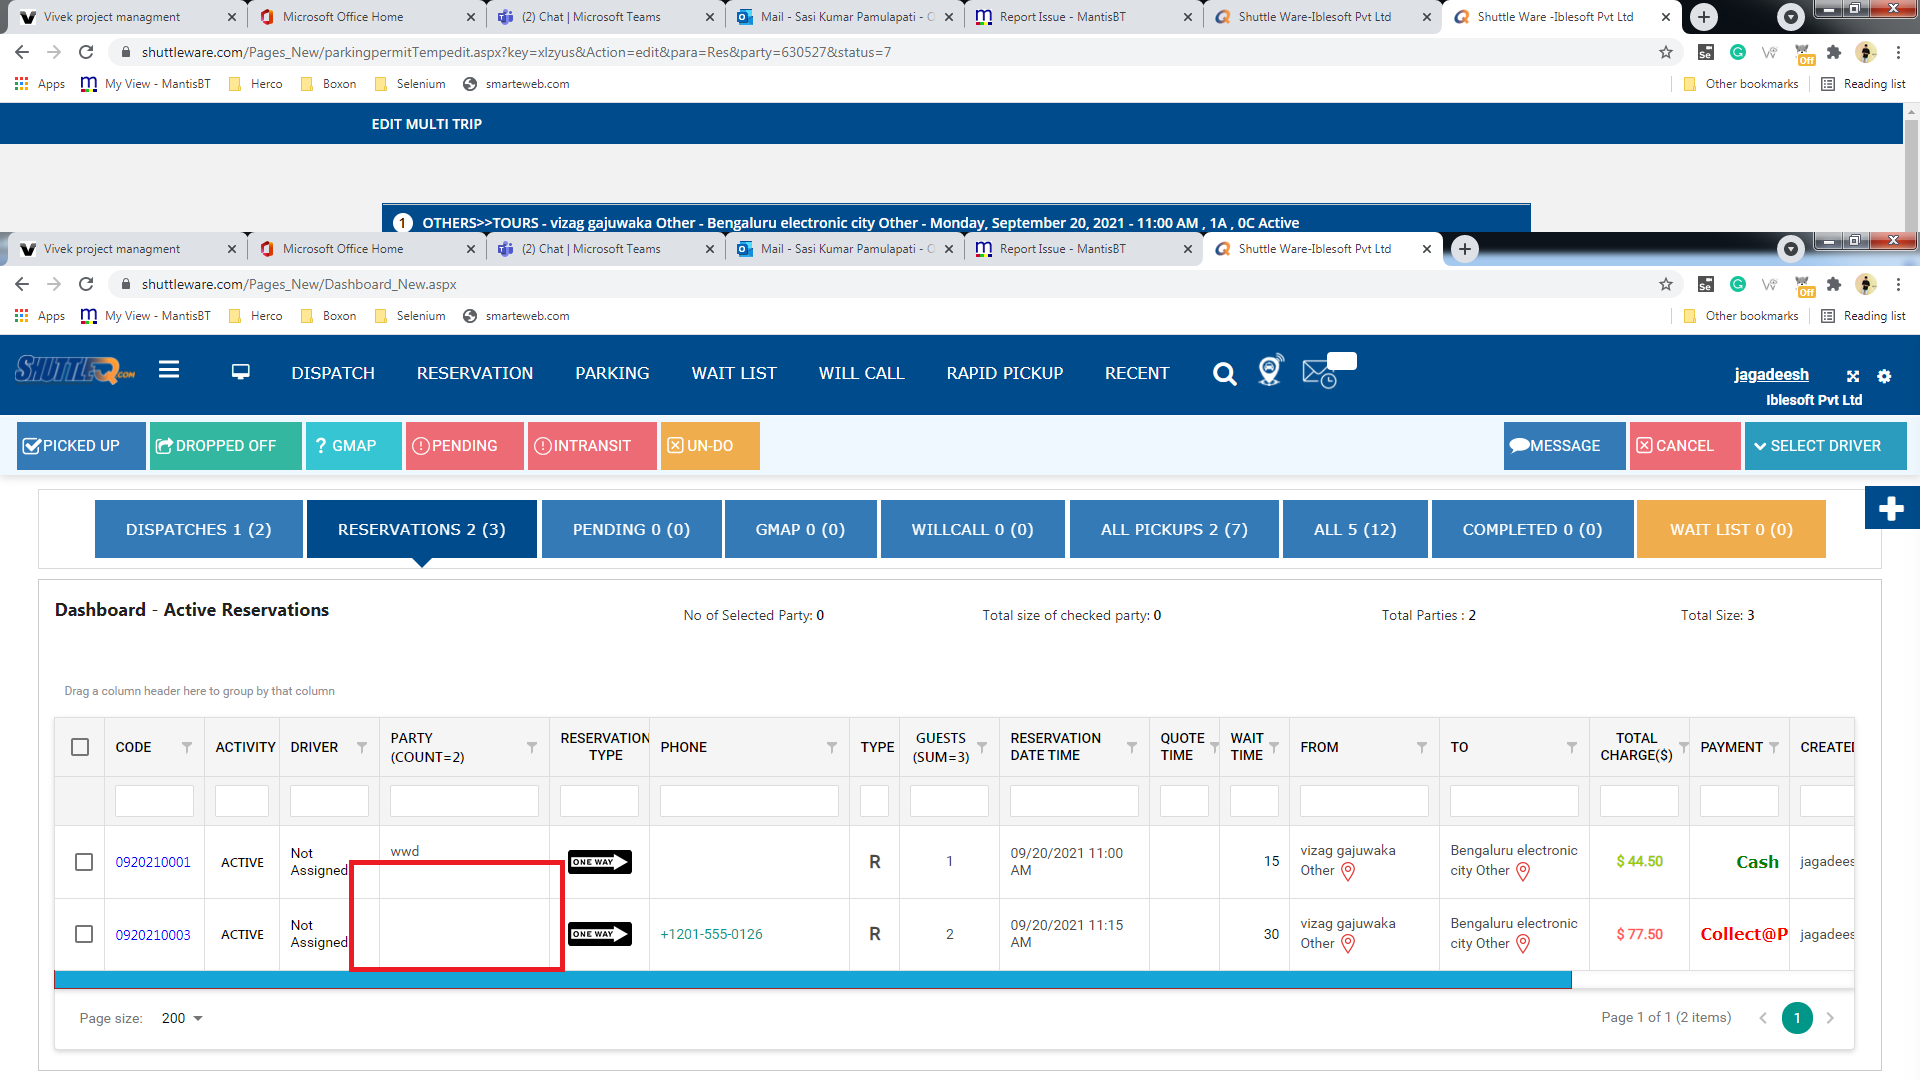 Vivek project managment
Microsoft Office Home
(2) Chat | Microsoft Teams
Mail - Sasi Kumar Pamulapati - O
Report Issue - MantisBT
Shuttle Ware-Iblesoft Pvt Ltd
Shuttle Ware -Iblesoft Pvt Ltd
shuttleware.com/Pages_New/parkingpermitTempedit.aspx?key=xlzyus&Action=edit&para=Res&party=630527&status=7
Se
Off
Apps
My View - MantisBT
Herco
Boxon
Selenium
smarteweb.com
Other bookmarks
Reading list
EDIT MULTI TRIP
1 OTHERS>>TOURS - vizag gajuwaka Other - Bengaluru electronic city Other - Monday, September 20, 2021 - 11:00 AM , 1A , 0C Active
Vivek project managment
Microsoft Office Home
(2) Chat | Microsoft Teams
Mail - Sasi Kumar Pamulapati - O
Report Issue - MantisBT
Shuttle Ware-Iblesoft Pvt Ltd
shuttleware.com/Pages_New/Dashboard_New.aspx
Se
Off
Apps
My View - MantisBT
Herco
Boxon
Selenium
smarteweb.com
Other bookmarks
Reading list
SHUTTLEQ.COM
DISPATCH
RESERVATION
PARKING
WAIT LIST
WILL CALL
RAPID PICKUP
RECENT
jagadeesh
Iblesoft Pvt Ltd
PICKED UP
DROPPED OFF
? GMAP
PENDING
INTRANSIT
UN-DO
MESSAGE
CANCEL
SELECT DRIVER
DISPATCHES 1 (2)
RESERVATIONS 2 (3)
PENDING 0 (0)
GMAP 0 (0)
WILLCALL 0 (0)
ALL PICKUPS 2 (7)
ALL 5 (12)
COMPLETED 0 (0)
WAIT LIST 0 (0)
Dashboard - Active Reservations
No of Selected Party: 0
Total size of checked party: 0
Total Parties : 2
Total Size: 3
Drag a column header here to group by that column
CODE
ACTIVITY
DRIVER
PARTY
(COUNT=2)
RESERVATION
TYPE
PHONE
TYPE
GUESTS
(SUM=3)
RESERVATION
DATE TIME
QUOTE
TIME
WAIT
TIME
FROM
TO
TOTAL
CHARGE($)
PAYMENT
CREATED
0920210001
ACTIVE
Not
Assigned
wwd
ONE WAY
R
1
09/20/2021 11:00
AM
15
vizag gajuwaka
Other
Bengaluru electronic
city Other
$ 44.50
Cash
jagadees
0920210003
ACTIVE
Not
Assigned
ONE WAY
+1201-555-0126
R
2
09/20/2021 11:15
AM
30
vizag gajuwaka
Other
Bengaluru electronic
city Other
$ 77.50
Collect@P
jagadees
Page size: 200
Page 1 of 1 (2 items)
1